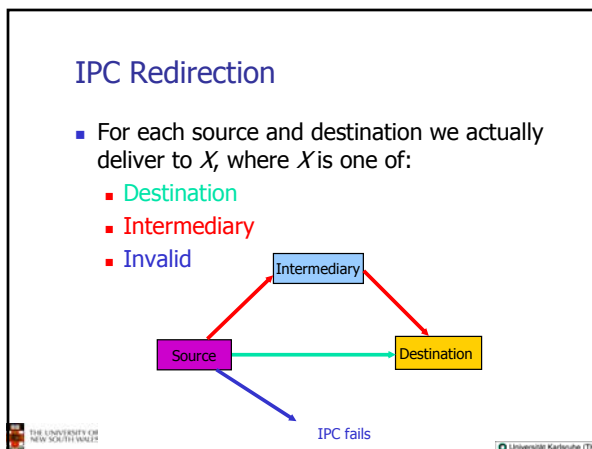 IPC Redirection
For each source and destination we actually
deliver to X, where X is one of:
Destination
Intermediary
Invalid
Intermediary
Source
Destination
IPC fails
THE UNIVERSITY OF
NEW SOUTH WALES
Universität Karlsruhe (TH